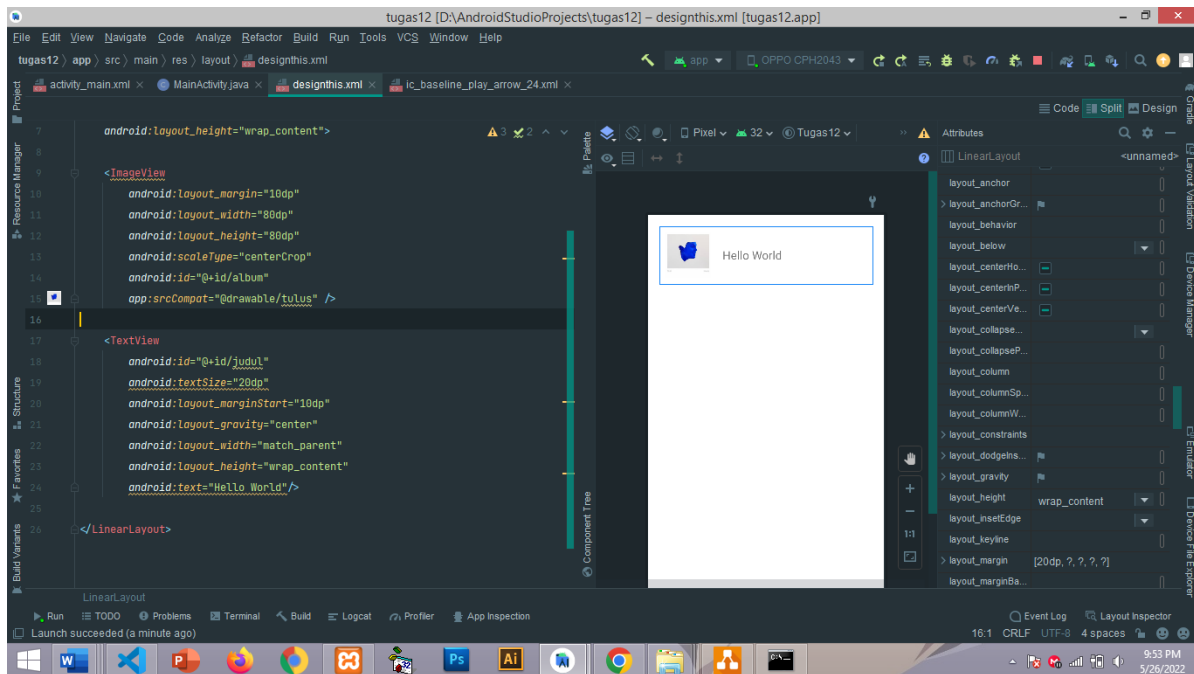 tugas12 [D:\AndroidStudioProjects\tugas12] – designthis.xml [tugas12.app]
File Edit View Navigate Code Analyze Refactor Build Run Tools VCS Window Help
tugas12 〉 app 〉 src 〉 main 〉 res 〉 layout 〉 designthis.xml
app
OPPO CPH2043
activity_main.xml ×
MainActivity.java ×
designthis.xml ×
ic_baseline_play_arrow_24.xml ×
Code Split Design
7 android:layout_height="wrap_content">
3 2
8
9 <ImageView
10 android:layout_margin="10dp"
11 android:layout_width="80dp"
12 android:layout_height="80dp"
13 android:scaleType="centerCrop"
14 android:id="@+id/album"
15 app:srcCompat="@drawable/tulus" />
16
17 <TextView
18 android:id="@+id/judul"
19 android:textSize="20dp"
20 android:layout_marginStart="10dp"
21 android:layout_gravity="center"
22 android:layout_width="match_parent"
23 android:layout_height="wrap_content"
24 android:text="Hello World"/>
25
26 </LinearLayout>
LinearLayout
Project
Resource Manager
Structure
Favorites
Build Variants
Palette
Component Tree
Pixel 32 Tugas12
Hello World
1:1
Attributes
LinearLayout <unnamed>
layout_anchor
> layout_anchorGr...
layout_behavior
layout_below
layout_centerHo...
layout_centerInP...
layout_centerVe...
layout_collapse...
layout_collapseP...
layout_column
layout_columnSp...
layout_columnW...
> layout_constraints
> layout_dodgeIns...
> layout_gravity
layout_height wrap_content
layout_insetEdge
layout_keyline
> layout_margin [20dp, ?, ?, ?, ?]
layout_marginBa...
Gradle
Layout Validation
Device Manager
Emulator
Device File Explorer
Run TODO Problems Terminal Build Logcat Profiler App Inspection
Event Log Layout Inspector
Launch succeeded (a minute ago)
16:1 CRLF UTF-8 4 spaces
W
P
Ps
Ai
C:\_
9:53 PM
5/26/2022